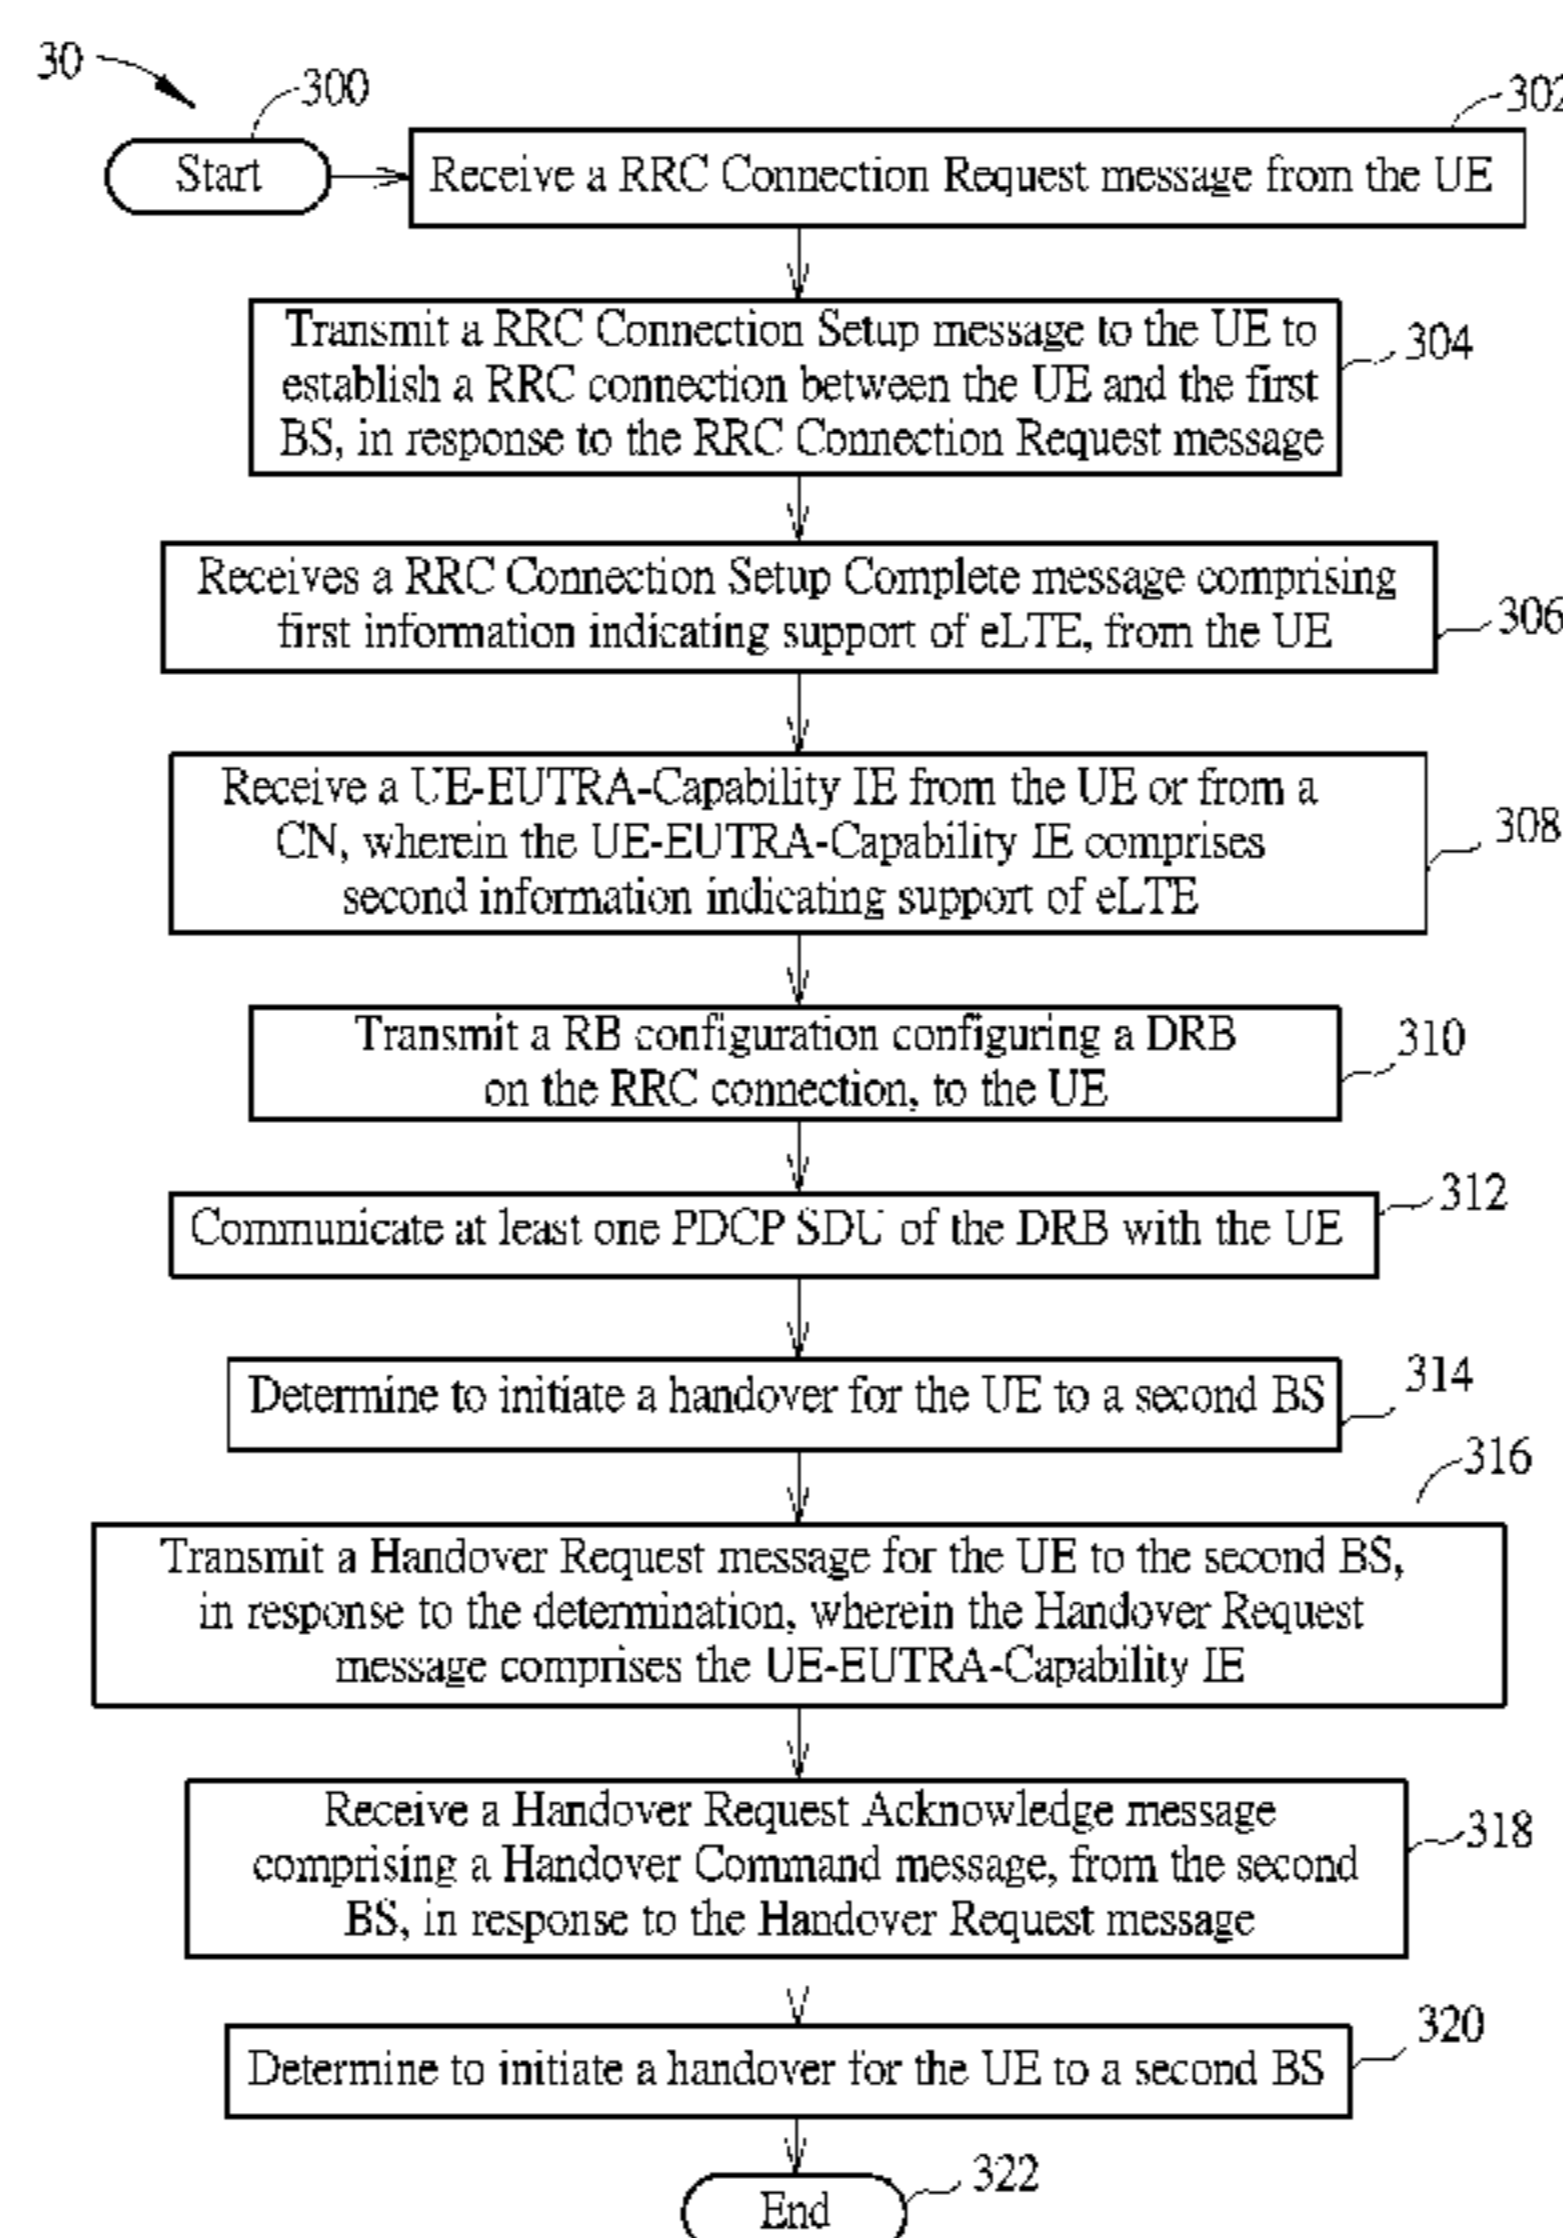 30
300
302
Start
Receive a RRC Connection Request message from the UE
Transmit a RRC Connection Setup message to the UE to
establish a RRC connection between the UE and the first
BS, in response to the RRC Connection Request message
304
Receives a RRC Connection Setup Complete message comprising
first information indicating support of eLTE, from the UE
306
Receive a UE-EUTRA-Capability IE from the UE or from a
CN, wherein the UE-EUTRA-Capability IE comprises
second information indicating support of eLTE
308
Transmit a RB configuration configuring a DRB
on the RRC connection, to the UE
310
Communicate at least one PDCP SDU of the DRB with the UE
312
Determine to initiate a handover for the UE to a second BS
314
316
Transmit a Handover Request message for the UE to the second BS,
in response to the determination, wherein the Handover Request
message comprises the UE-EUTRA-Capability IE
Receive a Handover Request Acknowledge message
comprising a Handover Command message, from the second
BS, in response to the Handover Request message
318
Determine to initiate a handover for the UE to a second BS
320
End
322